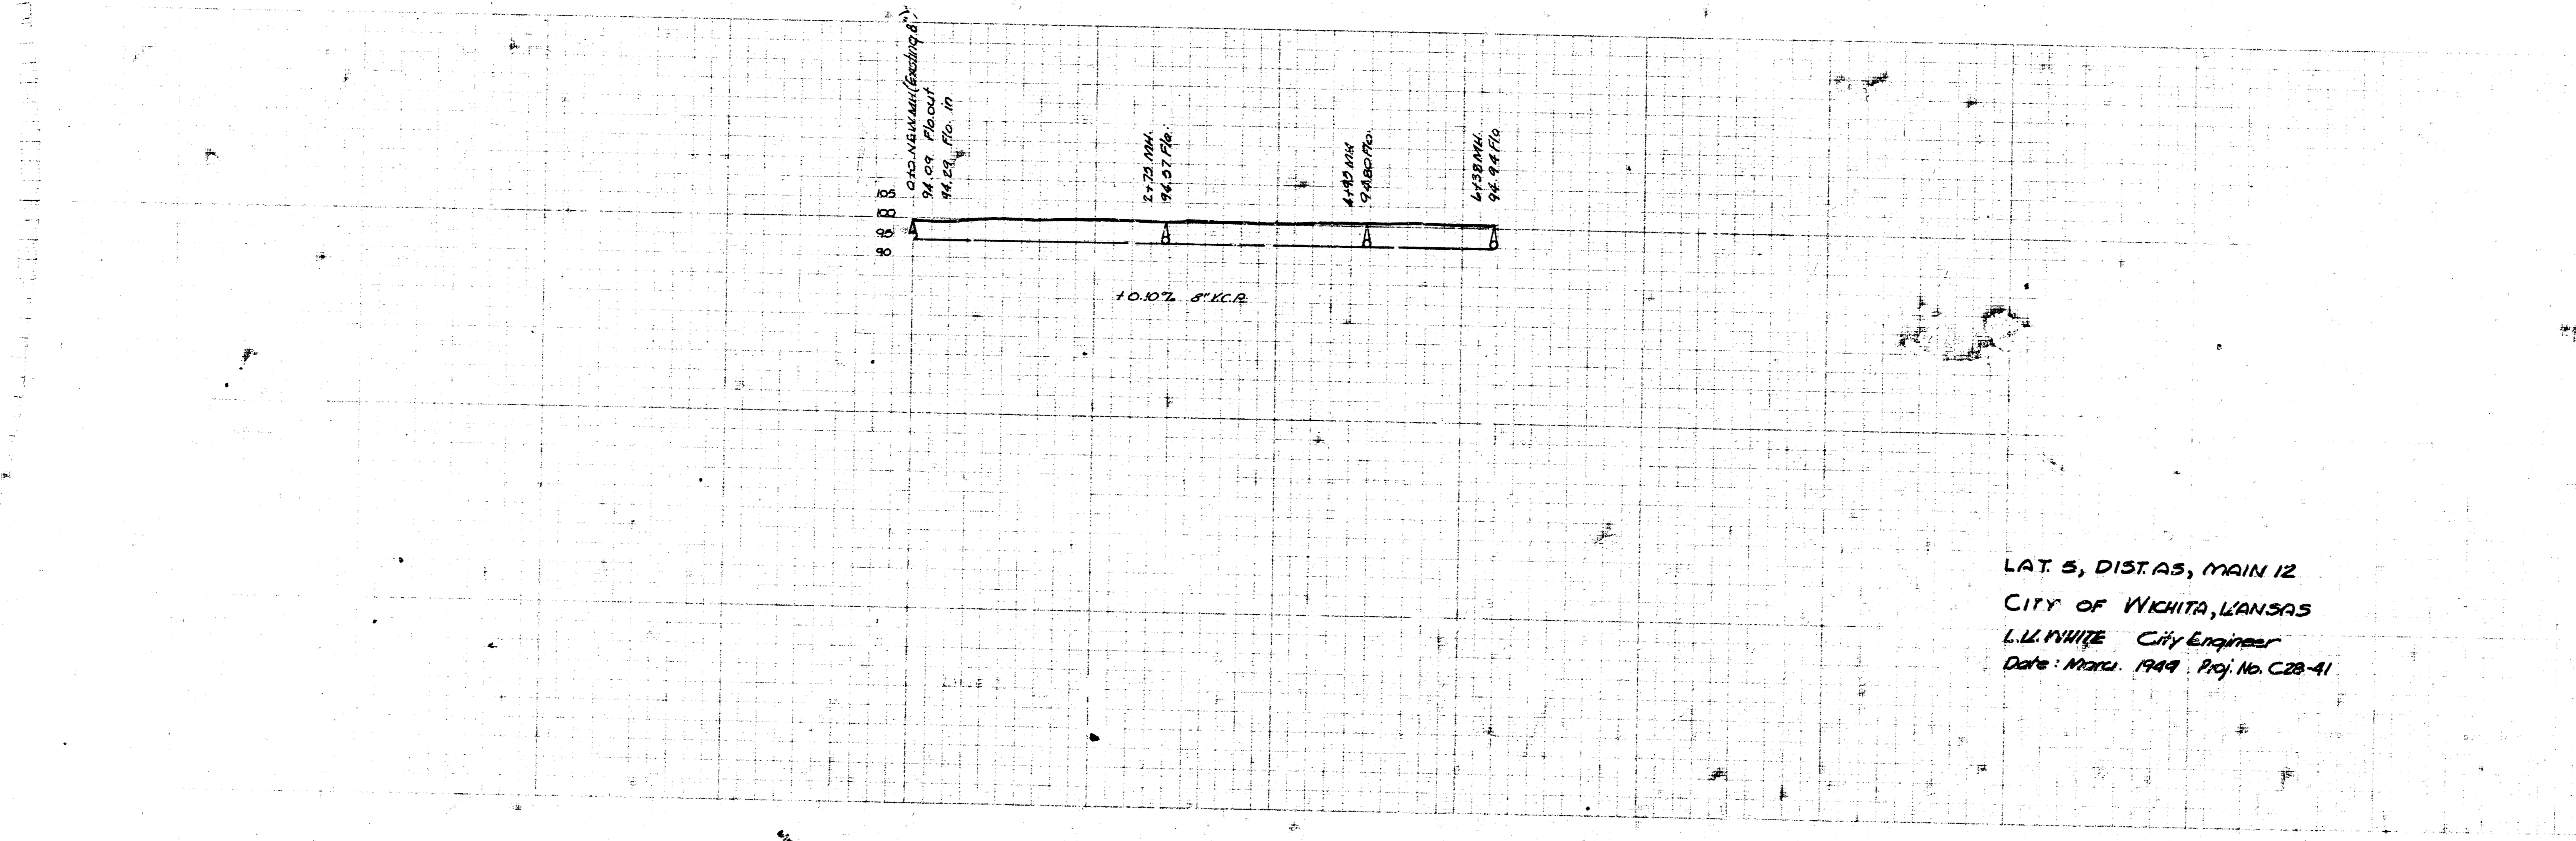 0+00 NEW MH (Existing 8")
94.09 Flo. out
94.29 Flo. in
2+75 MH.
94.57 Flo.
4+95 MH
94.80 Flo.
6+38 MH.
94.94 Flo
105
100
95
90
+0.10% 8" V.C.P.
LAT. 5, DIST. A5, MAIN 12
CITY OF WICHITA, KANSAS
WHITE City Engineer
Date: March 1949 Proj. No. C28-41